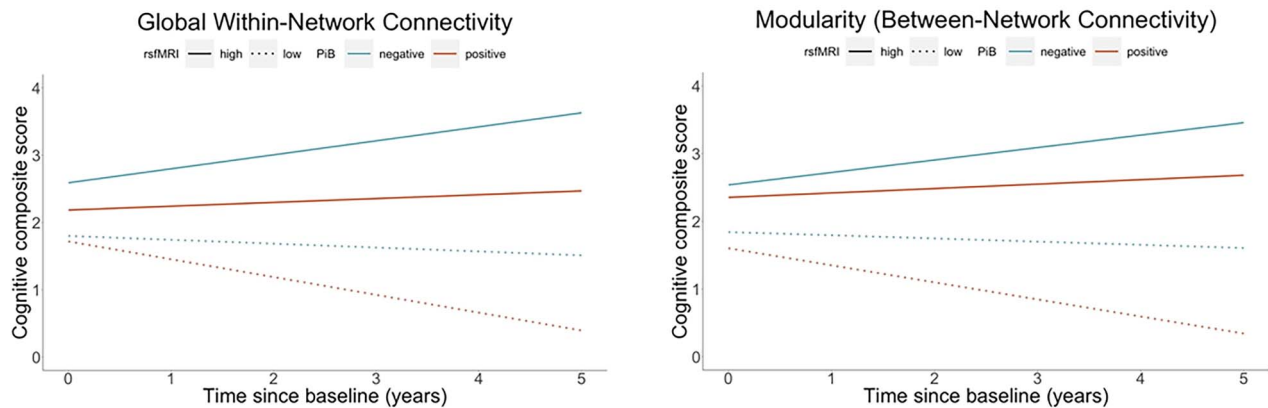 Global Within-Network Connectivity
rsfMRI high low PiB negative positive
Cognitive composite score
4
3
2
1
0
0 1 2 3 4 5
Time since baseline (years)
Modularity (Between-Network Connectivity)
rsfMRI high low PiB negative positive
Cognitive composite score
4
3
2
1
0
0 1 2 3 4 5
Time since baseline (years)